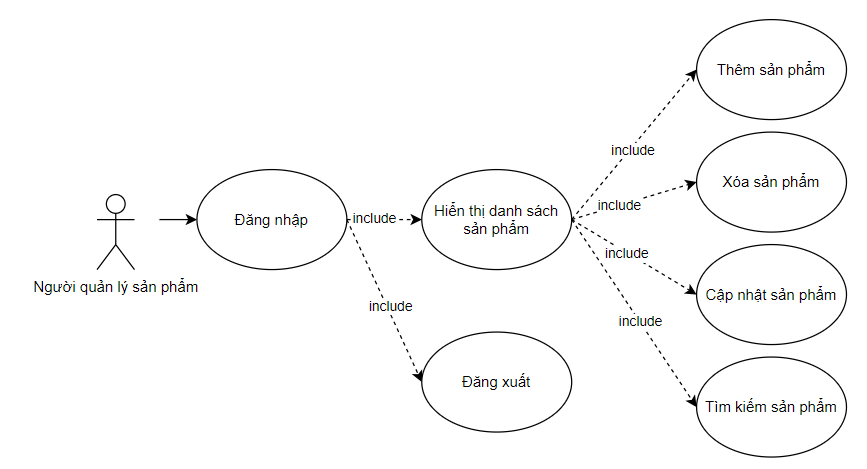 Người quản lý sản phẩm
Đăng nhập
include
include
Hiển thị danh sách
sản phẩm
Đăng xuất
include
include
include
include
Thêm sản phẩm
Xóa sản phẩm
Cập nhật sản phẩm
Tìm kiếm sản phẩm